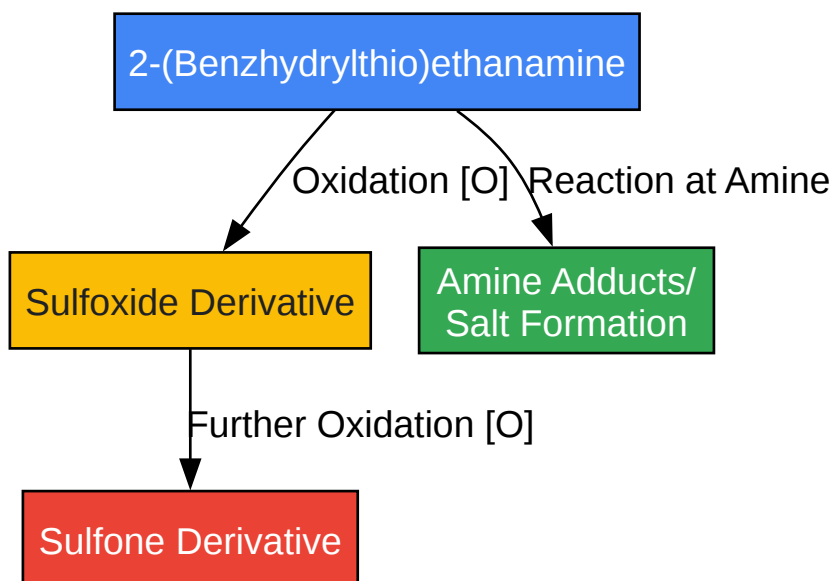 2-(Benzhydrylthio)ethanamine
Oxidation [O]
Reaction at Amine
Sulfoxide Derivative
Amine Adducts/
Salt Formation
Further Oxidation [O]
Sulfone Derivative